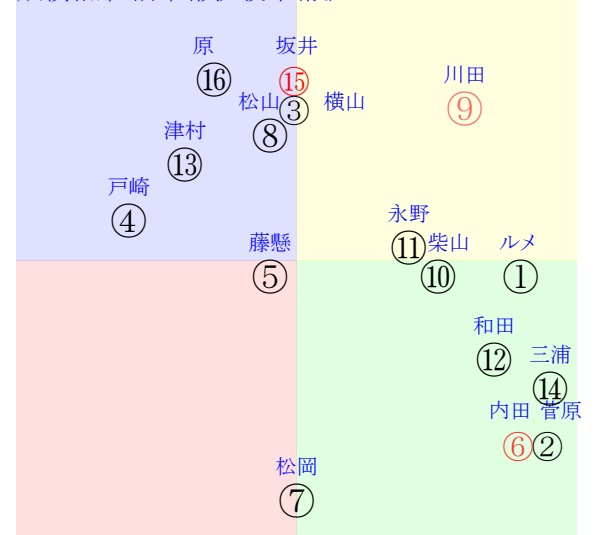 原 坂井
川田
⑯ ⑮
松山 ③ 横山 ⑨
⑧
津村
⑬
戸崎
④
永野
藤懸 ⑪ 柴山 ルメ
⑤ ⑩ ①
和田
⑫ 三浦
⑭
内田 菅原
⑥ ②
松岡
⑦